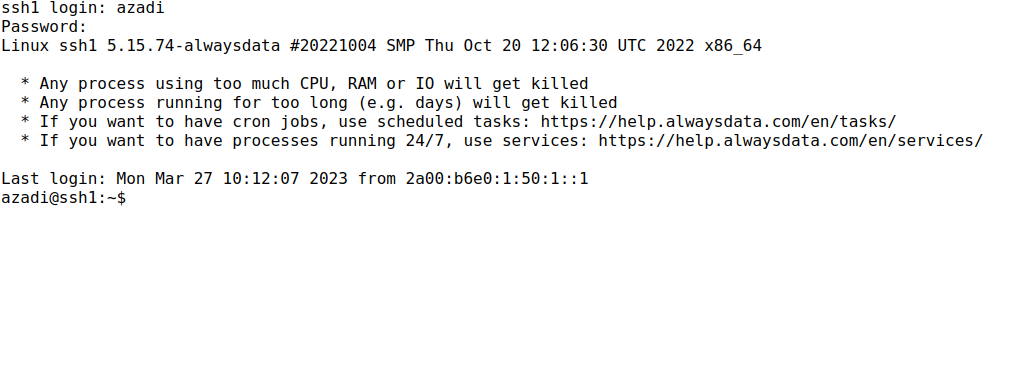 ssh1 login: azadi
Password:
Linux ssh1 5.15.74-alwaysdata #20221004 SMP Thu Oct 20 12:06:30 UTC 2022 x86_64
* Any process using too much CPU, RAM or IO will get killed
* Any process running for too long (e.g. days) will get killed
* If you want to have cron jobs, use scheduled tasks: https://help.alwaysdata.com/en/tasks/
* If you want to have processes running 24/7, use services: https://help.alwaysdata.com/en/services/
Last login: Mon Mar 27 10:12:07 2023 from 2a00:b6e0:1:50:1::1
azadi@ssh1:~$